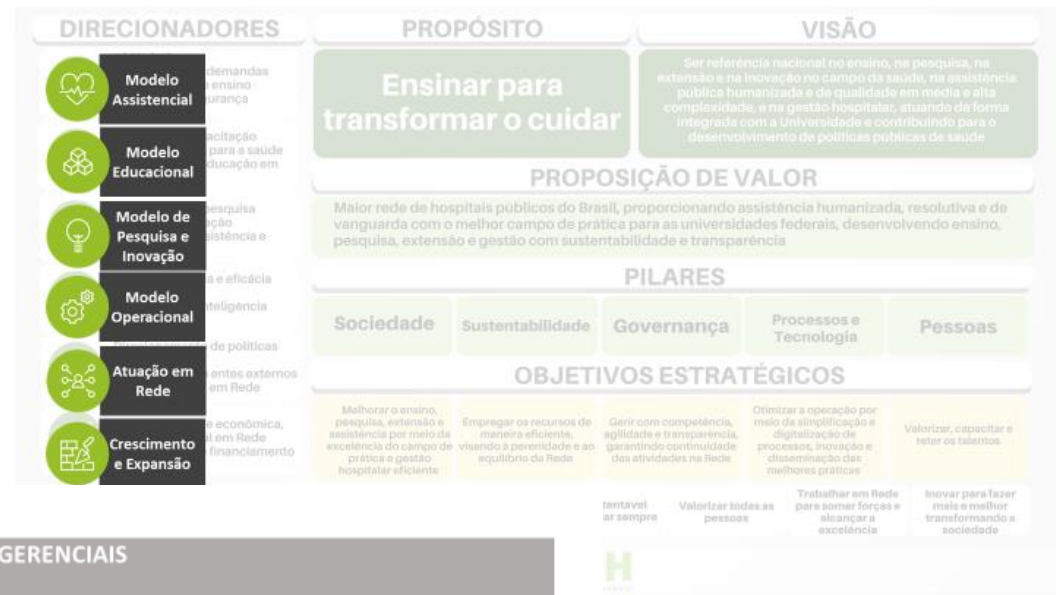 DIRECIONADORES
Modelo
Assistencial
demandas
ensino
urança
Modelo
Educacional
acitação
para a saúde
ducação em
Modelo de
Pesquisa e
Inovação
esquisa
ção
sistência e
Modelo
Operacional
a e eficácia
nteligência
Atuação em
Rede
de políticas
entes externos
em Rede
Crescimento
e Expansão
e econômica,
al em Rede
financiamento
PROPÓSITO
Ensinar para
transformar o cuidar
VISÃO
Ser referência nacional no ensino, na pesquisa, na
extensão e na inovação no campo da saúde, na assistência
pública humanizada e de qualidade em média e alta
complexidade, e na gestão hospitalar, atuando de forma
integrada com a Universidade e contribuindo para o
desenvolvimento de políticas públicas de saúde
PROPOSIÇÃO DE VALOR
Maior rede de hospitais públicos do Brasil, proporcionando assistência humanizada, resolutiva e de
vanguarda com o melhor campo de prática para as universidades federais, desenvolvendo ensino,
pesquisa, extensão e gestão com sustentabilidade e transparência
PILARES
Sociedade
Sustentabilidade
Governança
Processos e
Tecnologia
Pessoas
OBJETIVOS ESTRATÉGICOS
Melhorar o ensino,
pesquisa, extensão e
assistência por meio da
excelência do campo de
prática e gestão
hospitalar eficiente
Empregar os recursos de
maneira eficiente,
visando à perenidade e ao
equilíbrio da Rede
Gerir com competência,
agilidade e transparência,
garantindo continuidade
das atividades na Rede
Otimizar a operação por
meio da simplificação e
digitalização de
processos, inovação e
disseminação das
melhores práticas
Valorizar, capacitar e
reter os talentos
tentável
ar sempre
Valorizar todas as
pessoas
Trabalhar em Rede
para somar forças e
alcançar a
excelência
Inovar para fazer
mais e melhor
transformando a
sociedade
GERENCIAIS
H